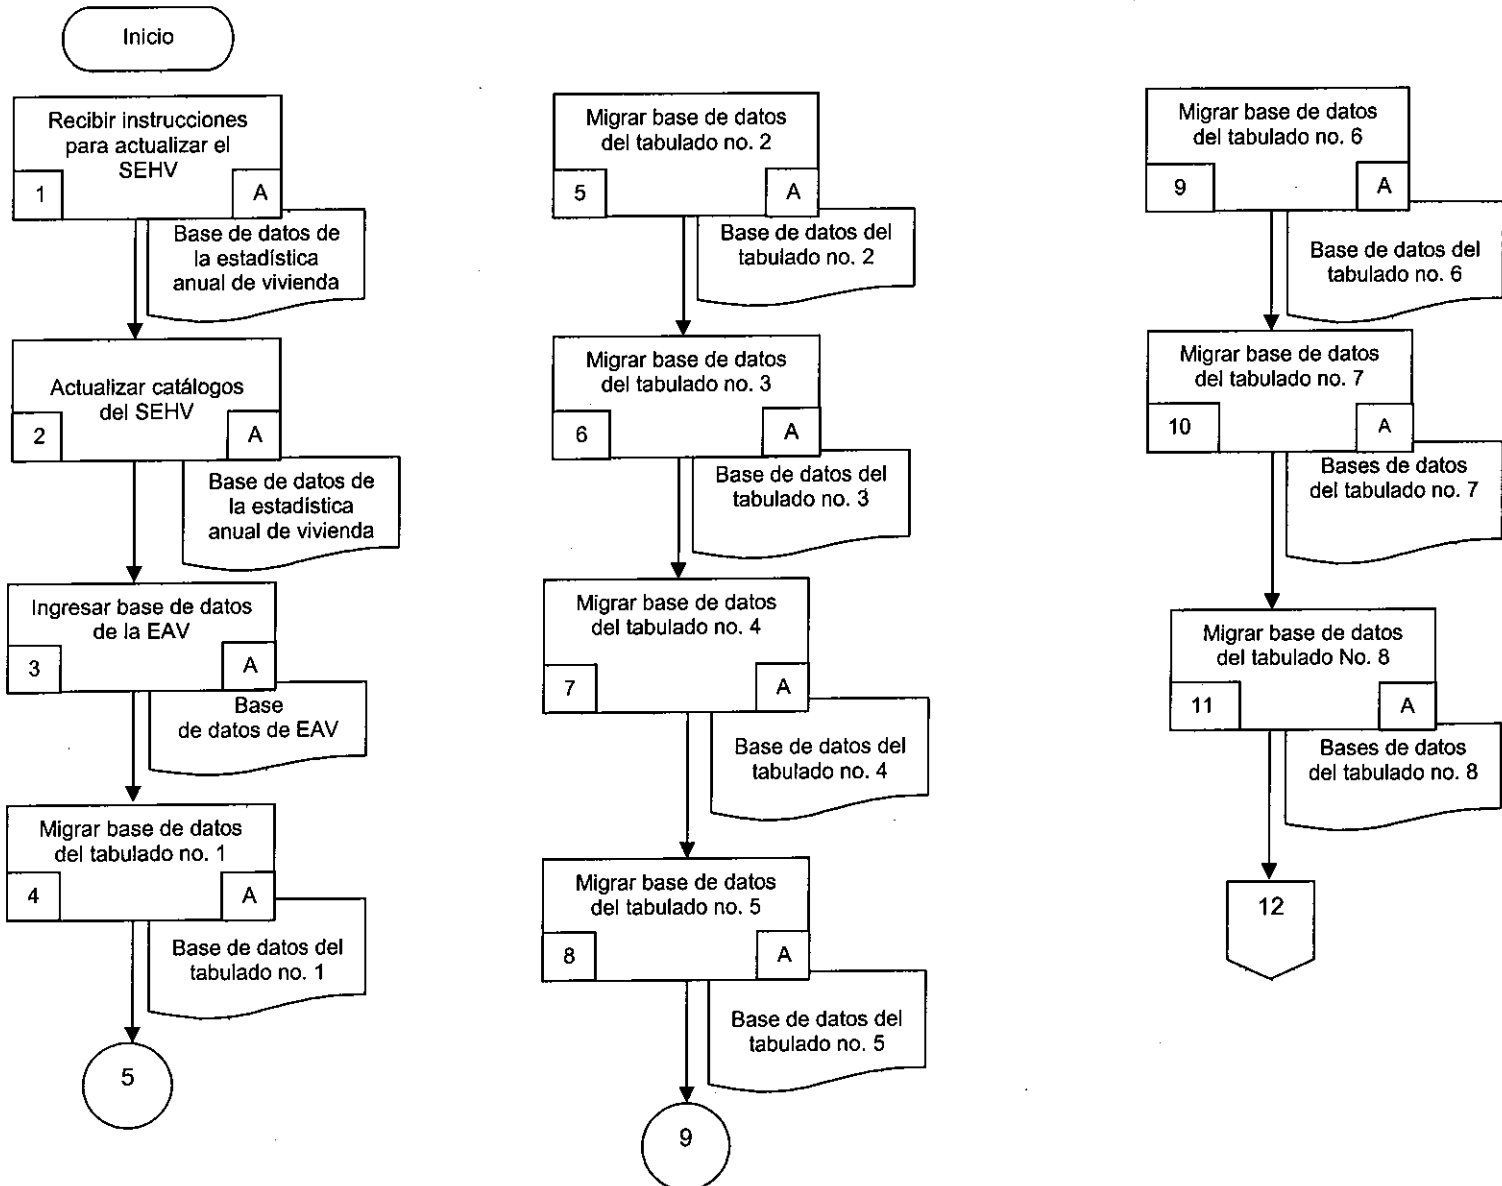 Inicio
Recibir instrucciones
para actualizar el
SEHV
1
A
Base de datos de
la estadística
anual de vivienda
Actualizar catálogos
del SEHV
2
A
Base de datos de
la estadística
anual de vivienda
Ingresar base de datos
de la EAV
3
A
Base
de datos de EAV
Migrar base de datos
del tabulado no. 1
4
A
Base de datos del
tabulado no. 1
5
Migrar base de datos
del tabulado no. 2
5
A
Base de datos del
tabulado no. 2
Migrar base de datos
del tabulado no. 3
6
A
Base de datos del
tabulado no. 3
Migrar base de datos
del tabulado no. 4
7
A
Base de datos del
tabulado no. 4
Migrar base de datos
del tabulado no. 5
8
A
Base de datos del
tabulado no. 5
9
Migrar base de datos
del tabulado no. 6
9
A
Base de datos del
tabulado no. 6
Migrar base de datos
del tabulado no. 7
10
A
Bases de datos
del tabulado no. 7
Migrar base de datos
del tabulado No. 8
11
A
Bases de datos
del tabulado no. 8
12